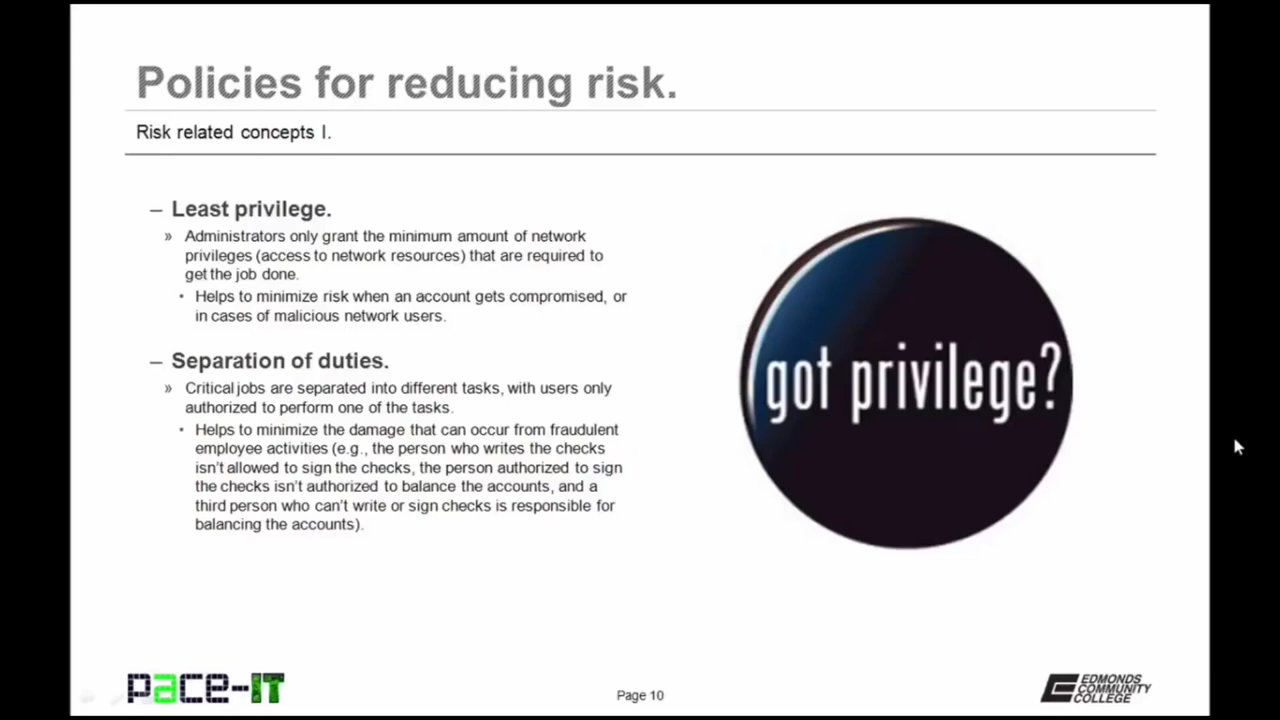 Policies for reducing risk.
Risk related concepts I.
– Least privilege.
» Administrators only grant the minimum amount of network
privileges (access to network resources) that are required to
get the job done.
• Helps to minimize risk when an account gets compromised, or
in cases of malicious network users.
– Separation of duties.
» Critical jobs are separated into different tasks, with users only
authorized to perform one of the tasks.
• Helps to minimize the damage that can occur from fraudulent
employee activities (e.g., the person who writes the checks
isn't allowed to sign the checks, the person authorized to sign
the checks isn't authorized to balance the accounts, and a
third person who can't write or sign checks is responsible for
balancing the accounts).
got privilege?
pace-IT
Page 10
EDMONDS
COMMUNITY
COLLEGE